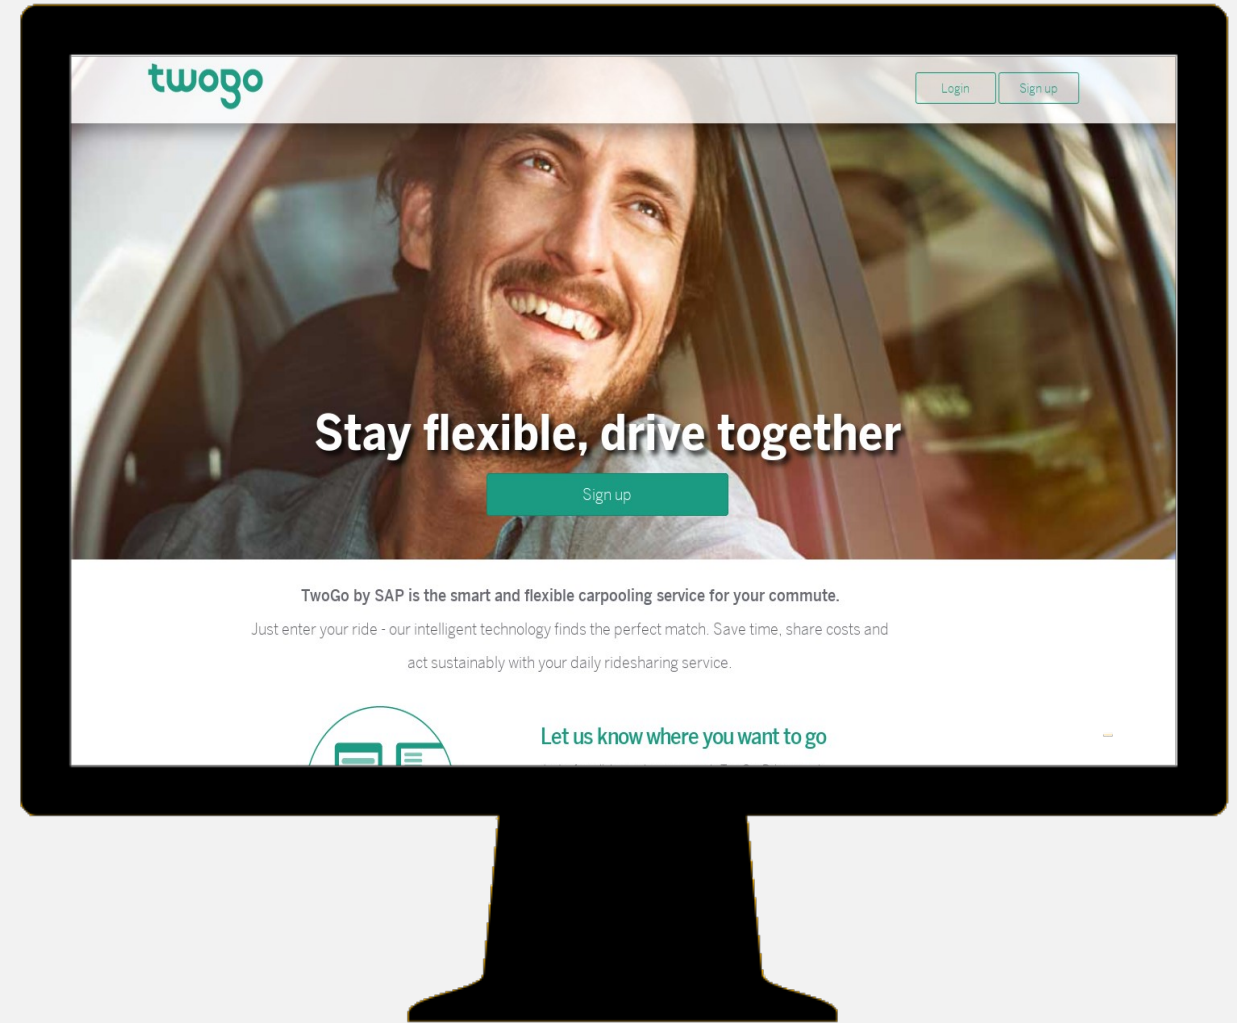 twogo
Login
Sign up
Stay flexible, drive together
Sign up
TwoGo by SAP is the smart and flexible carpooling service for your commute.
Just enter your ride - our intelligent technology finds the perfect match. Save time, share costs and
act sustainably with your daily ridesharing service.
Let us know where you want to go